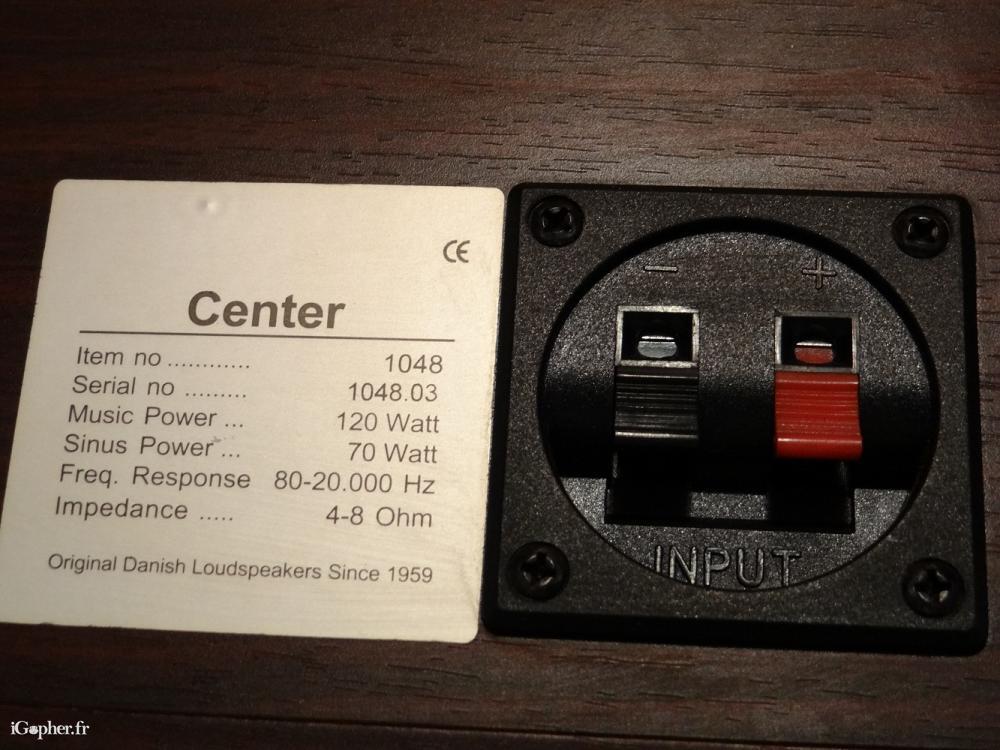 CE
Center
Item no ............ 1048
Serial no ......... 1048.03
Music Power ... 120 Watt
Sinus Power ... 70 Watt
Freq. Response 80-20.000 Hz
Impedance ..... 4-8 Ohm
Original Danish Loudspeakers Since 1959
- +
INPUT
iGopher.fr